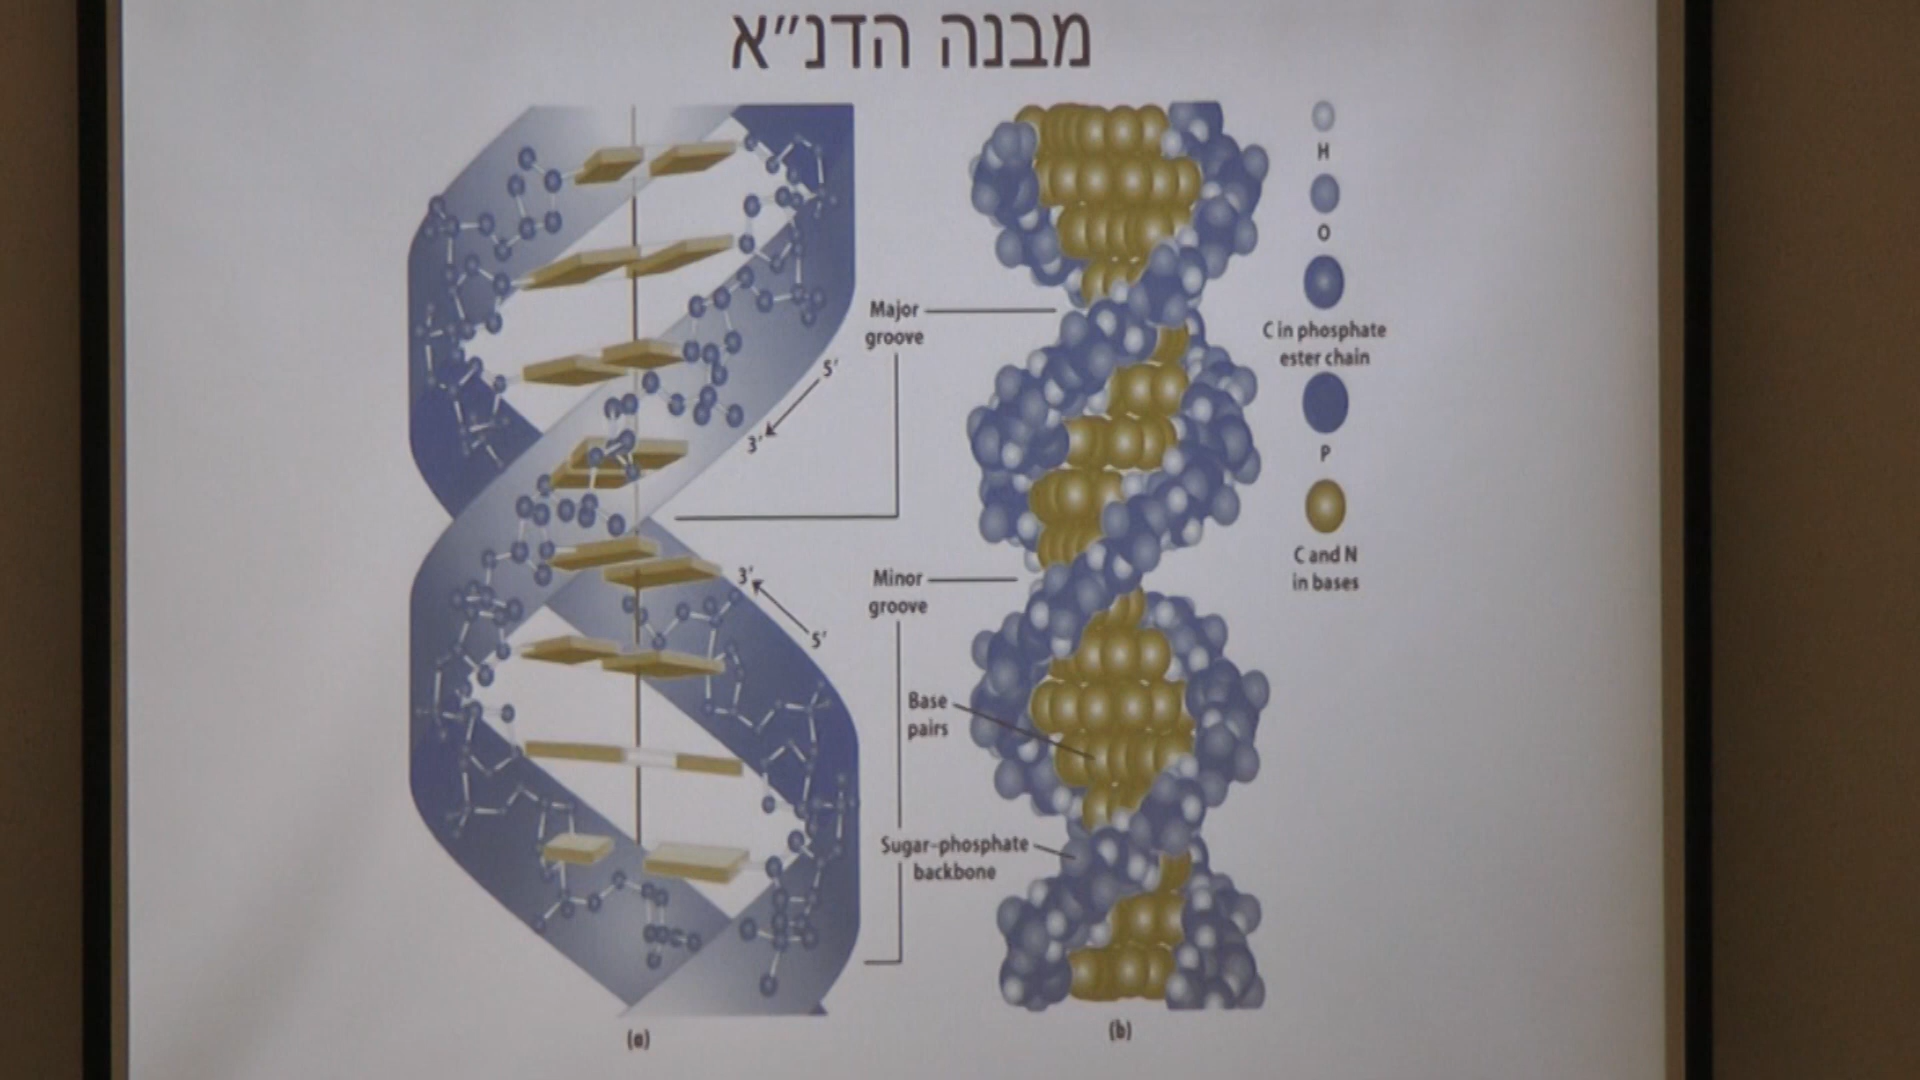 מבנה הדנ״א
H
O
C in phosphate
ester chain
P
C and N
in bases
Major
groove
5′
3′
3′
5′
Minor
groove
Base
pairs
Sugar-phosphate
backbone
(a)
(b)